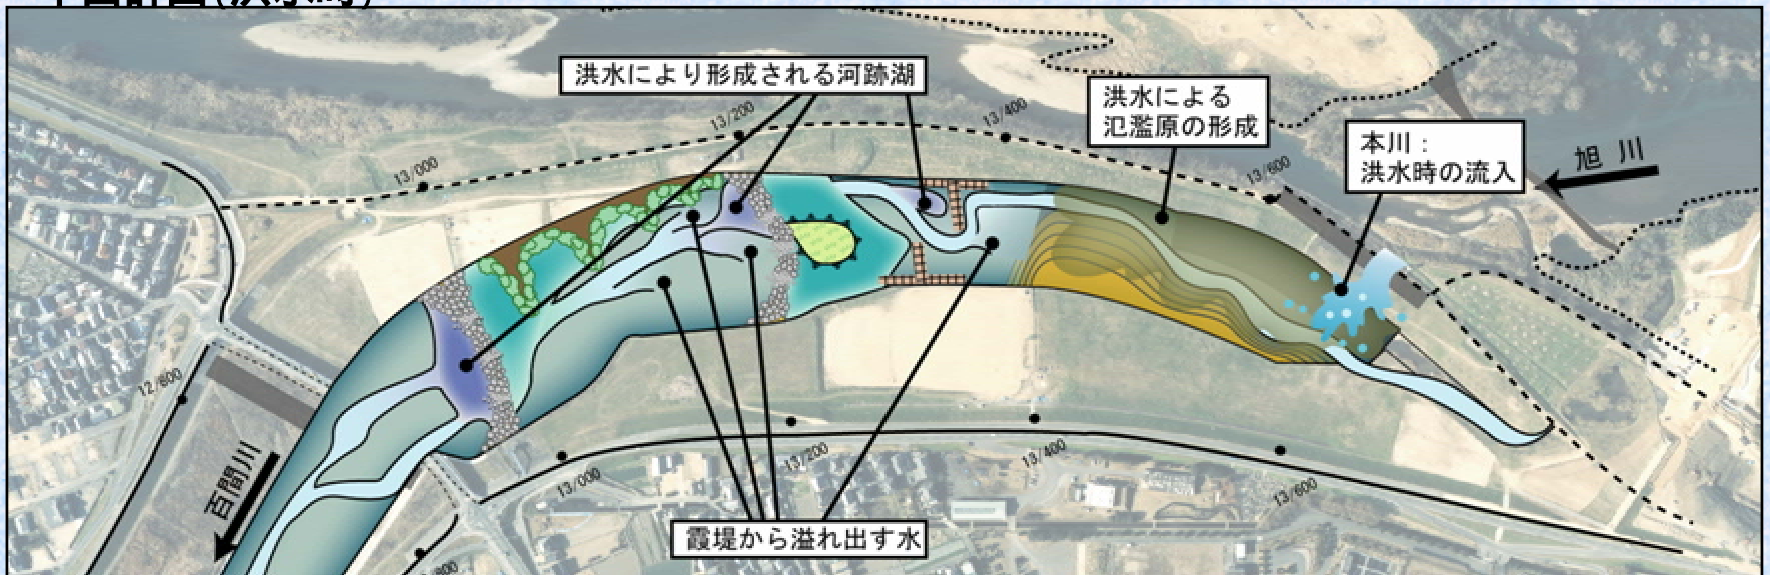 洪水により形成される河跡湖
洪水による
氾濫原の形成
本川：
洪水時の流入
旭 川
13/000
13/200
13/400
13/600
12/800
百間川
13/000
13/200
13/400
13/600
霞堤から溢れ出す水